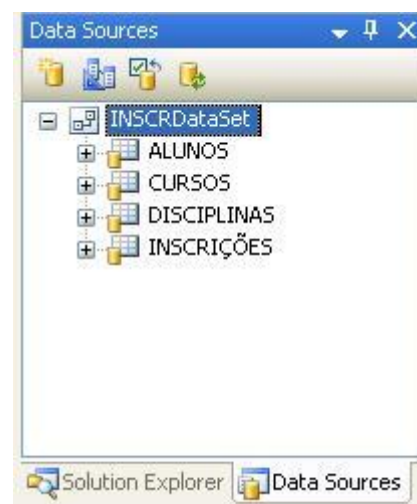 Data Sources
INSCRDataSet
ALUNOS
CURSOS
DISCIPLINAS
INSCRIÇÕES
Solution Explorer
Data Sources